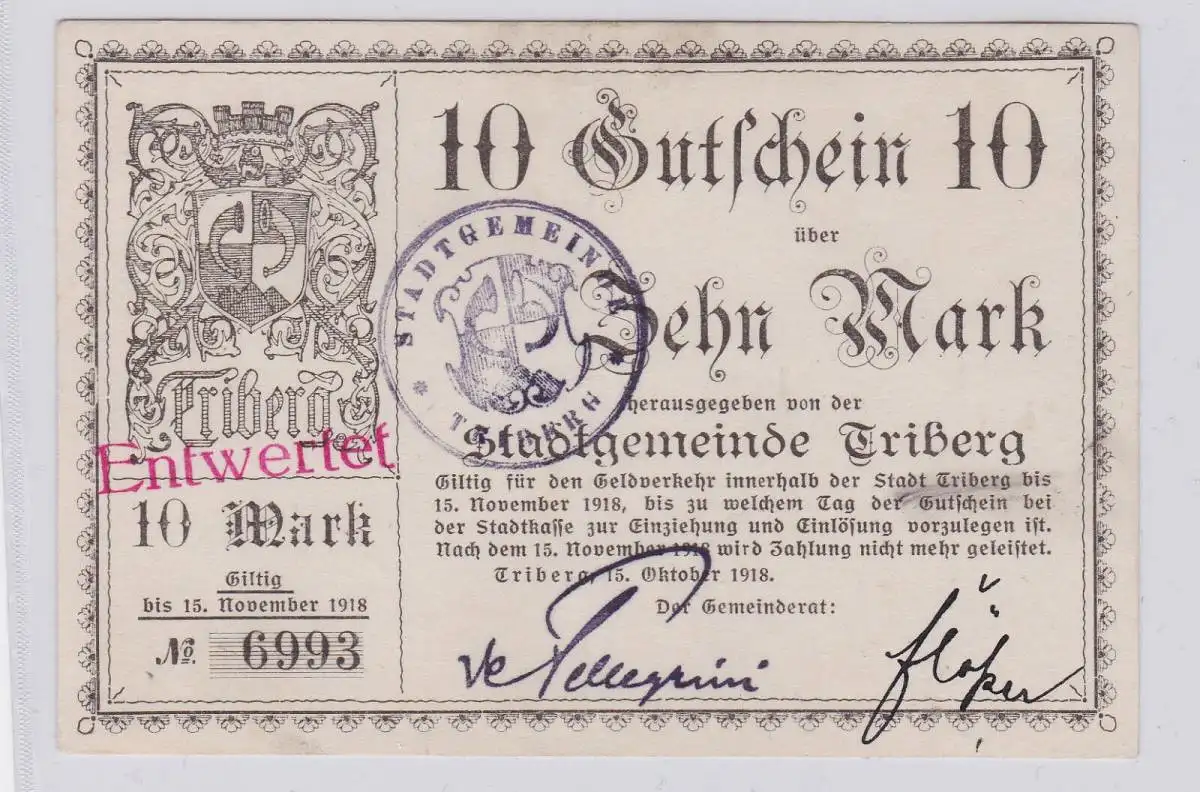 Triberg
Entwertet
10 Mark
Giltig
bis 15. November 1918
№ 6993
10 Gutschein 10
über
Zehn Mark
herausgegeben von der
Stadtgemeinde Triberg
Giltig für den Geldverkehr innerhalb der Stadt Triberg bis
15. November 1918, bis zu welchem Tag der Gutschein bei
der Stadtkasse zur Einziehung und Einlösung vorzulegen ist.
Nach dem 15. November 1918 wird Zahlung nicht mehr geleistet.
Triberg, 15. Oktober 1918.
Der Gemeinderat:
de Pellegrini
STADTGEMEINDE
TRIBERG